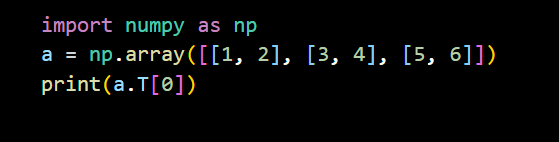 import numpy as np
a = np.array([[1, 2], [3, 4], [5, 6]])
print(a.T[0])